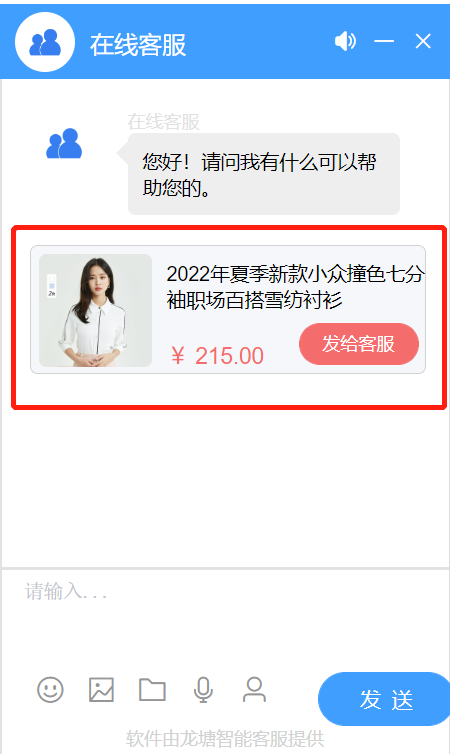 在线客服
在线客服
您好！请问我有什么可以帮
助您的。
2022年夏季新款小众撞色七分
袖职场百搭雪纺衬衫
￥ 215.00
发给客服
请输入...
发 送
软件由龙塘智能客服提供